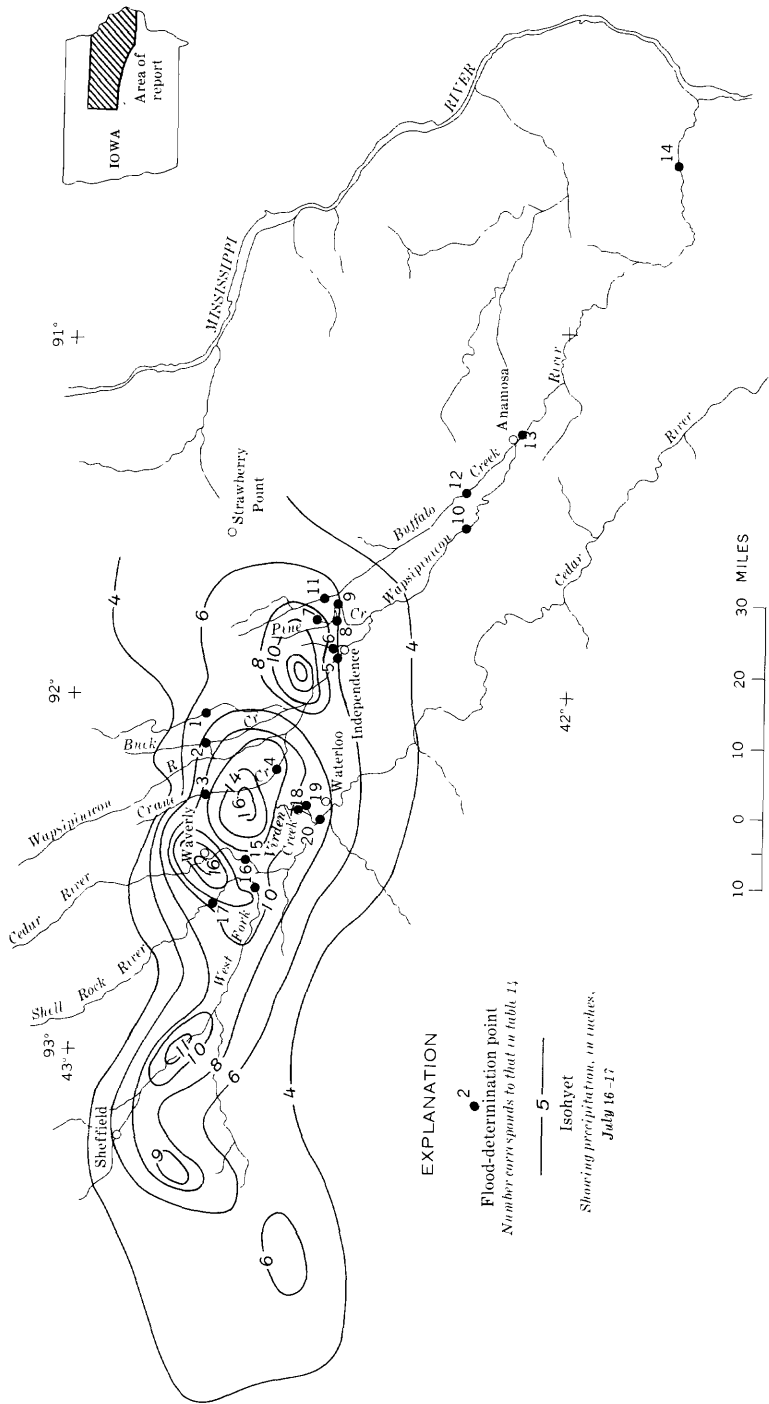 IOWA
Area of
report
MISSISSIPPI
RIVER
91°
92°
93°
43°
42°
Strawberry
Point
Sheffield
Waverly
Waterloo
Independence
Anamosa
Shell Rock River
Cedar River
Wapsipinicon R
Crane Cr
Buck Cr
Pine Cr
Buffalo Creek
Wapsipinicon River
Cedar River
West Fork
Virden
Creek
1
2
3
4
5
6
7
8
9
10
11
12
13
14
15
16
17
18
19
20
4
6
4
4
6
6
8
9
11
10
10
16
14
16
8
10
EXPLANATION
2
Flood-determination point
Number corresponds to that in table 14
5
Isohyet
Showing precipitation, in inches,
July 16-17
10 0 10 20 30 MILES